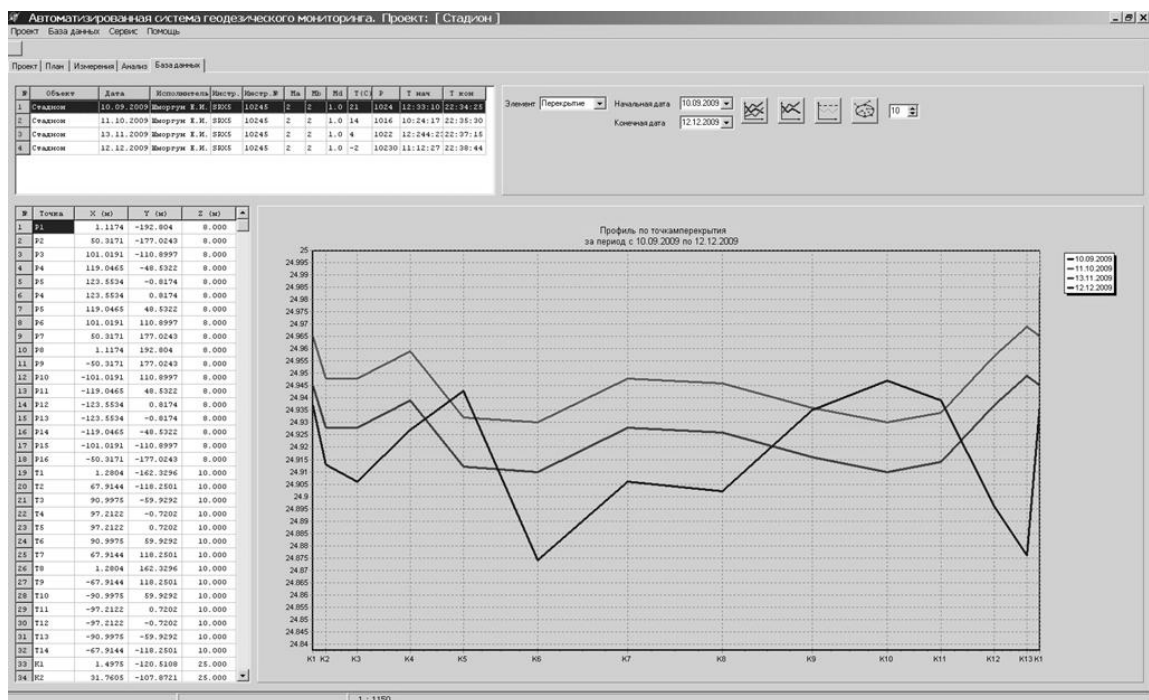 Автоматизированная система геодезического мониторинга. Проект: [ Стадион ]
Проект База данных Сервис Помощь
Проект План Измерения Анализ База данных
№ Объект Дата Исполнитель Инстр. Инстр.№ Ma Mb Md T(C) P T нач T кон
1 Стадион 10.09.2009 Шоргун Е.И. SRX5 10245 2 2 1.0 21 1024 12:33:10 22:34:25
2 Стадион 11.10.2009 Шоргун Е.И. SRX5 10245 2 2 1.0 14 1016 10:24:17 22:35:30
3 Стадион 13.11.2009 Шоргун Е.И. SRX5 10245 2 2 1.0 4 1022 12:244:2 22:37:15
4 Стадион 12.12.2009 Шоргун Е.И. SRX5 10245 2 2 1.0 -2 10230 11:12:27 22:38:44
Элемент Перекрытие Начальная дата 10.09.2009 10
Конечная дата 12.12.2009
№ Точка X (м) Y (м) Z (м)
1 P1 1.1174 -192.804 8.000
2 P2 50.3171 -177.0243 8.000
3 P3 101.0191 -110.8997 8.000
4 P4 119.0465 -48.5322 8.000
5 P5 123.5534 -0.8174 8.000
6 P4 123.5534 0.8174 8.000
7 P5 119.0465 48.5322 8.000
8 P6 101.0191 110.8997 8.000
9 P7 50.3171 177.0243 8.000
10 P8 1.1174 192.804 8.000
11 P9 -50.3171 177.0243 8.000
12 P10 -101.0191 110.8997 8.000
13 P11 -119.0465 48.5322 8.000
14 P12 -123.5534 0.8174 8.000
15 P13 -123.5534 -0.8174 8.000
16 P14 -119.0465 -48.5322 8.000
17 P15 -101.0191 -110.8997 8.000
18 P16 -50.3171 -177.0243 8.000
19 T1 1.2804 -162.3296 10.000
20 T2 67.9144 -118.2501 10.000
21 T3 90.9975 -59.9292 10.000
22 T4 97.2122 -0.7202 10.000
23 T5 97.2122 0.7202 10.000
24 T6 90.9975 59.9292 10.000
25 T7 67.9144 118.2501 10.000
26 T8 1.2804 162.3296 10.000
27 T9 -67.9144 118.2501 10.000
28 T10 -90.9975 59.9292 10.000
29 T11 -97.2122 0.7202 10.000
30 T12 -97.2122 -0.7202 10.000
31 T13 -90.9975 -59.9292 10.000
32 T14 -67.9144 -118.2501 10.000
33 K1 1.4975 -120.5108 25.000
34 K2 31.7605 -107.8721 25.000
Профиль по точкамперекрытия
за период с 10.09.2009 по 12.12.2009
25
24.995
24.99
24.985
24.98
24.975
24.97
24.965
24.96
24.955
24.95
24.945
24.94
24.935
24.93
24.925
24.92
24.915
24.91
24.905
24.9
24.895
24.89
24.885
24.88
24.875
24.87
24.865
24.86
24.855
24.85
24.845
24.84
K1 K2 K3 K4 K5 K6 K7 K8 K9 K10 K11 K12 K13 K1
10.09.2009
11.10.2009
13.11.2009
12.12.2009
1 : 1150